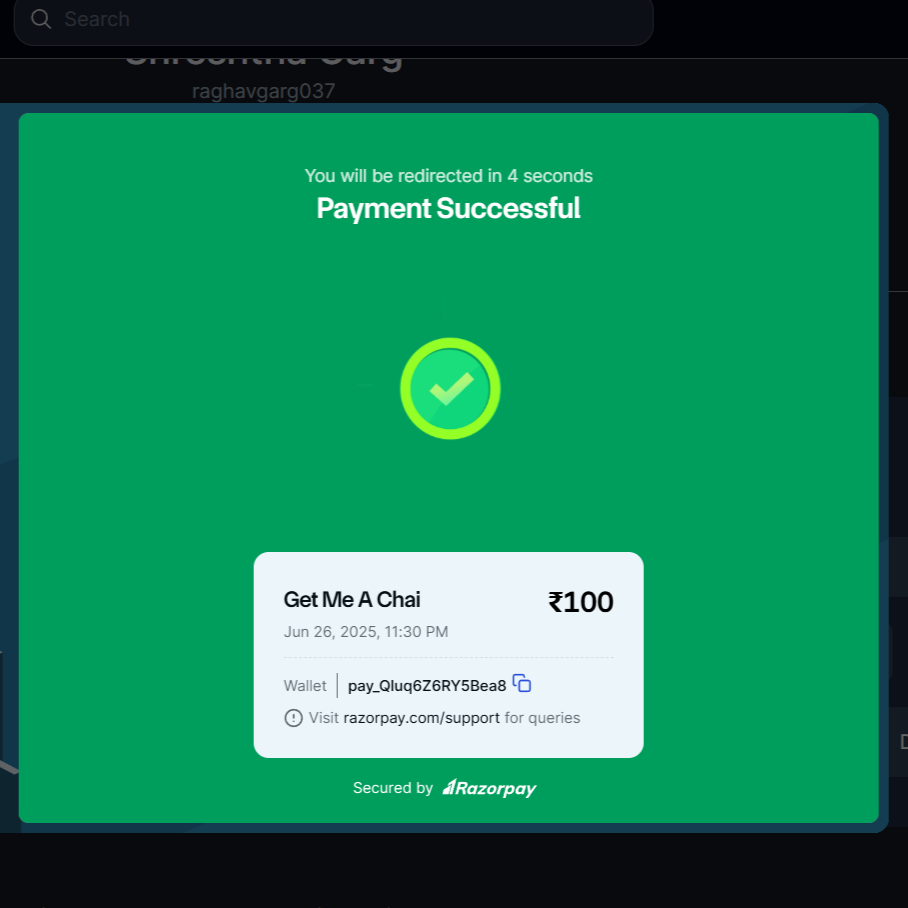 Search
raghavgarg037
You will be redirected in 4 seconds
Payment Successful
Get Me A Chai
₹100
Jun 26, 2025, 11:30 PM
Wallet
pay_Qluq6Z6RY5Bea8
Visit razorpay.com/support for queries
Secured by Razorpay